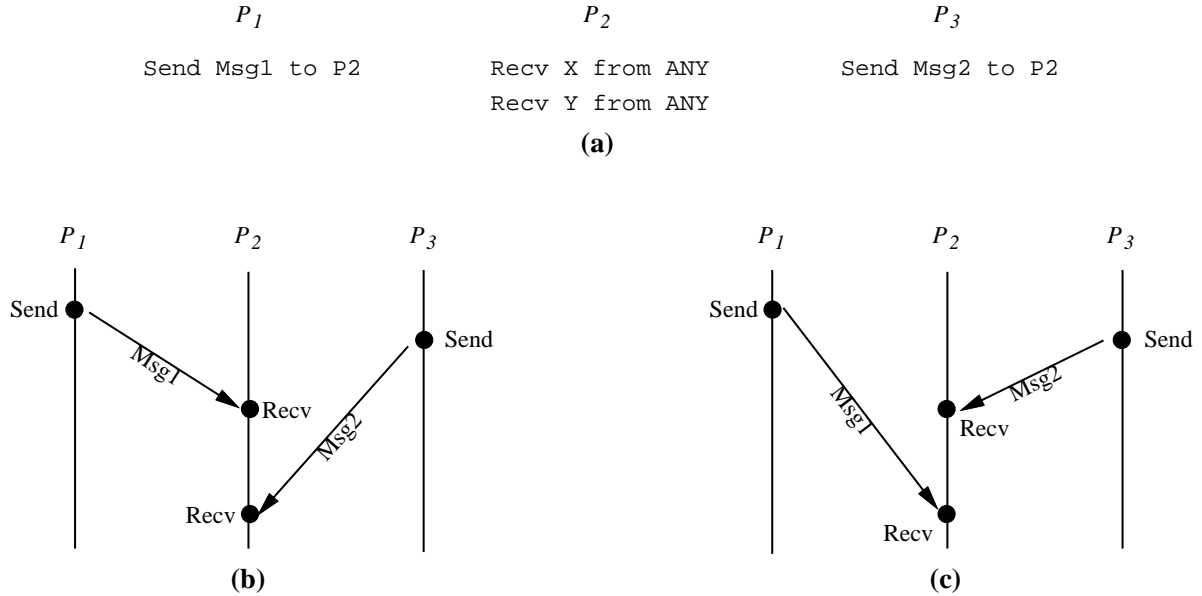 P1 P2 P3
Send Msg1 to P2 Recv X from ANY Send Msg2 to P2
Recv Y from ANY
(a)
P1 P2 P3
Send
Send
Msg1
Recv
Msg2
Recv
(b)
P1 P2 P3
Send
Send
Msg2
Msg1
Recv
Recv
(c)